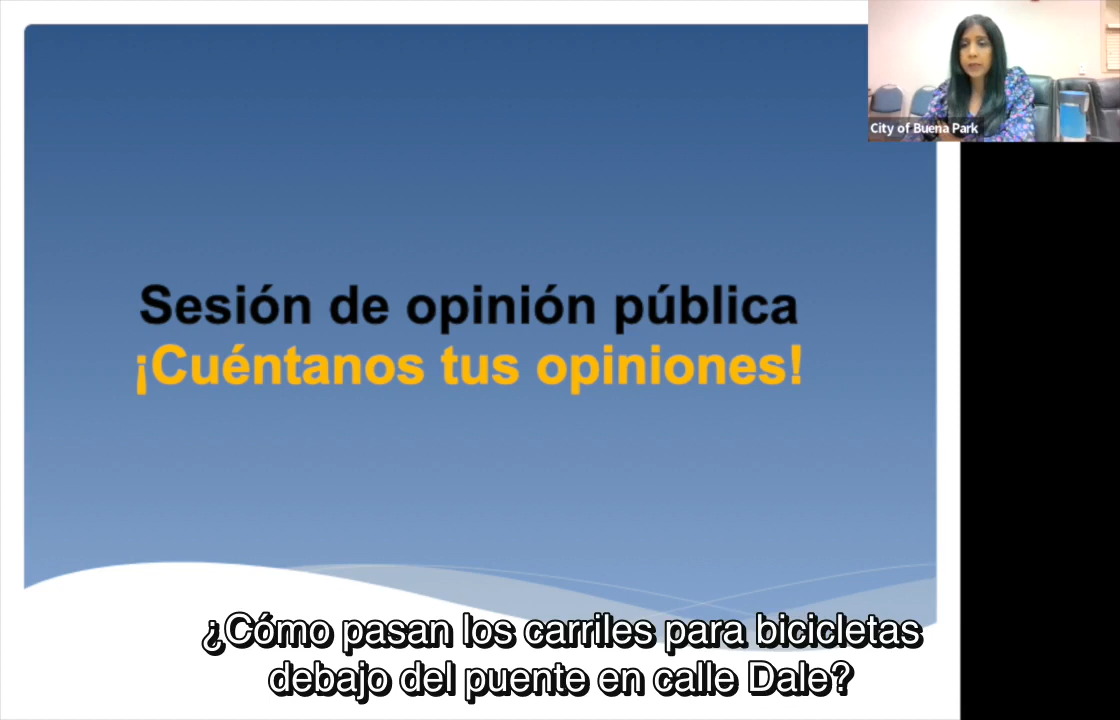 City of Buena Park
Sesión de opinión pública
¡Cuéntanos tus opiniones!
¿Cómo pasan los carriles para bicicletas
debajo del puente en calle Dale?